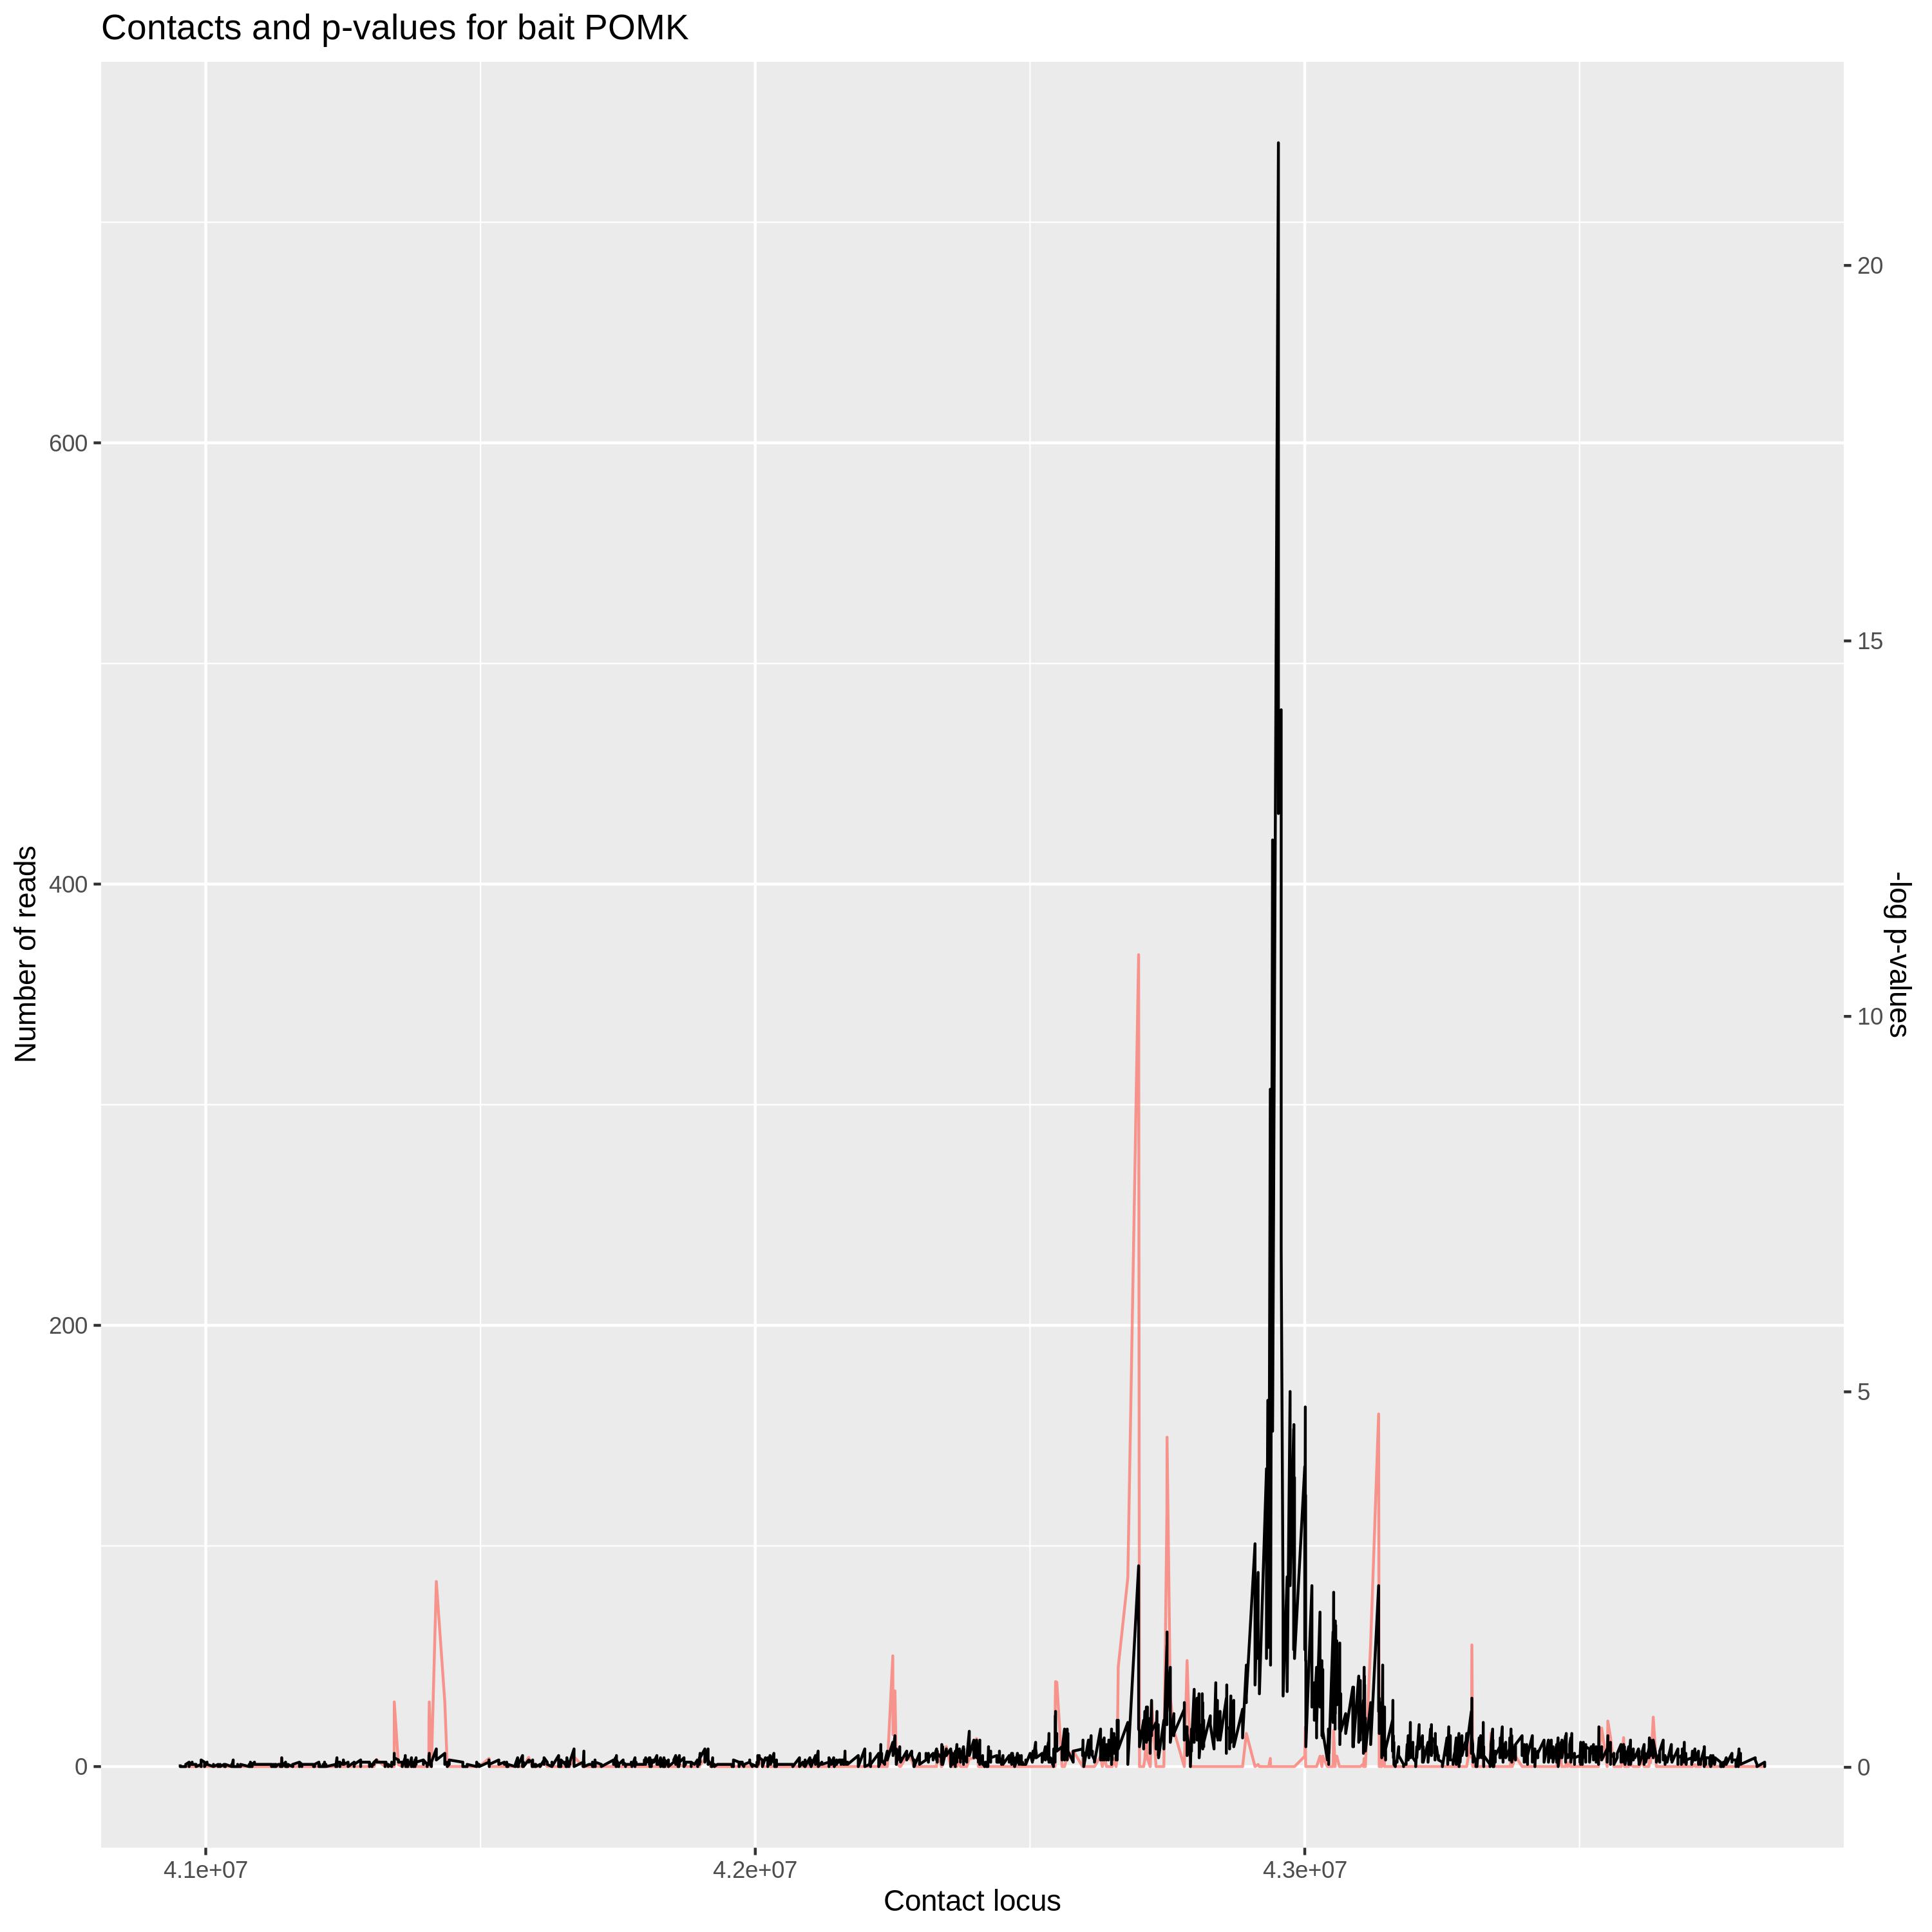 Contacts and p-values for bait POMK
Number of reads
600
400
200
0
20
15
10
5
0
-log p-values
4.1e+07
4.2e+07
4.3e+07
Contact locus